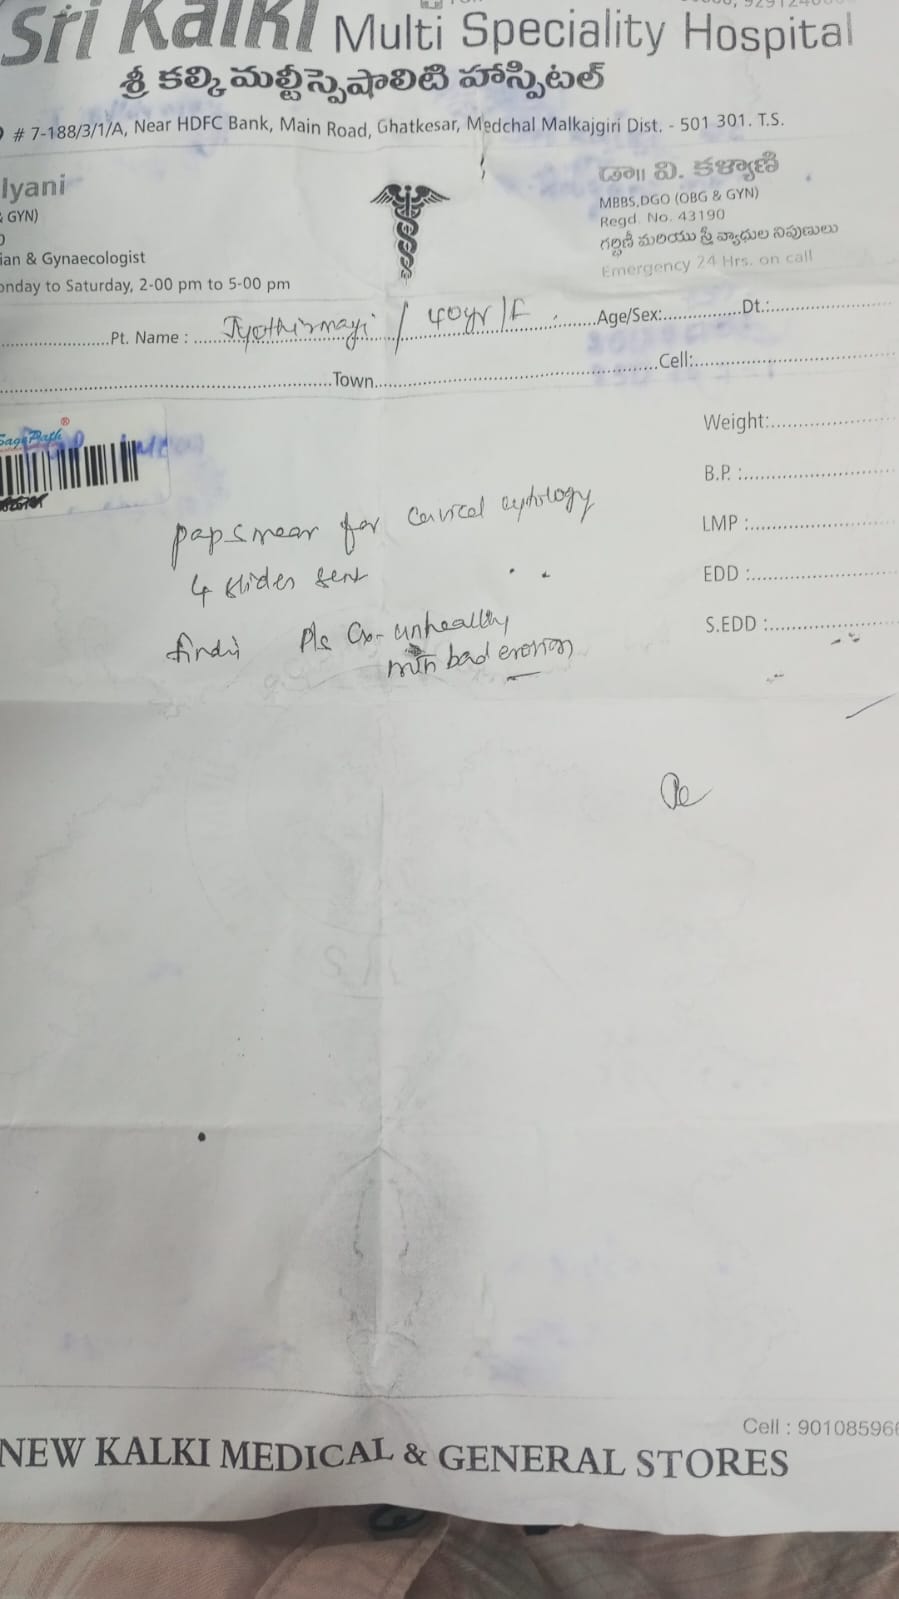 Sri Kalki Multi Speciality Hospital
శ్రీ కల్కి మల్టీస్పెషాలిటి హాస్పిటల్
# 7-188/3/1/A, Near HDFC Bank, Main Road, Ghatkesar, Medchal Malkajgiri Dist. - 501 301. T.S.
lyani
& GYN)
ian & Gynaecologist
onday to Saturday, 2-00 pm to 5-00 pm
డా॥ వి. కళ్యాణి
MBBS,DGO (OBG & GYN)
Regd. No. 43190
గర్భిణీ మరియు స్త్రీ వ్యాధుల నిపుణులు
Emergency 24 Hrs. on call
Pt. Name : Jyothirmayi / 40yr/F Age/Sex: Dt.:
Town Cell:
SagePath®
Weight:
B.P. :
LMP :
EDD :
S.EDD :
papsmear for cervical cytology
4 slides sent
Pls Cx- unhealthy
bad erosion
Cell : 90108596
NEW KALKI MEDICAL & GENERAL STORES